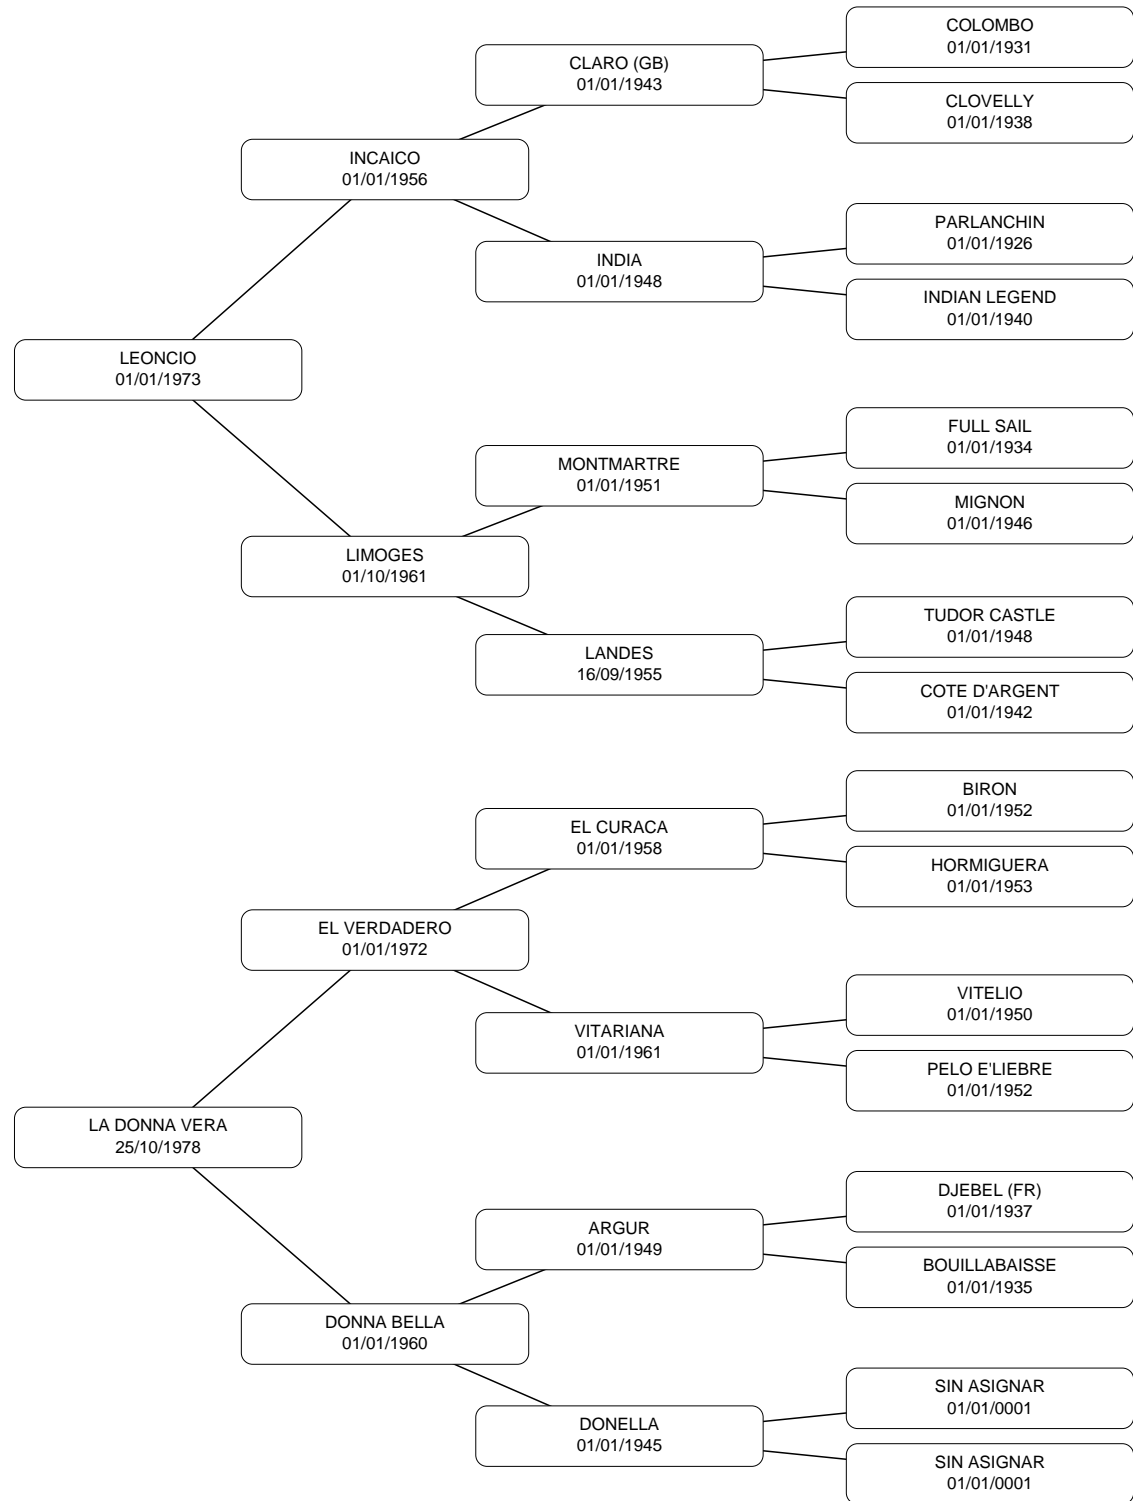 COLOMBO
01/01/1931
CLARO (GB)
01/01/1943
CLOVELLY
01/01/1938
INCAICO
01/01/1956
PARLANCHIN
01/01/1926
INDIA
01/01/1948
INDIAN LEGEND
01/01/1940
LEONCIO
01/01/1973
FULL SAIL
01/01/1934
MONTMARTRE
01/01/1951
MIGNON
01/01/1946
LIMOGES
01/10/1961
TUDOR CASTLE
01/01/1948
LANDES
16/09/1955
COTE D'ARGENT
01/01/1942
BIRON
01/01/1952
EL CURACA
01/01/1958
HORMIGUERA
01/01/1953
EL VERDADERO
01/01/1972
VITELIO
01/01/1950
VITARIANA
01/01/1961
PELO E'LIEBRE
01/01/1952
LA DONNA VERA
25/10/1978
DJEBEL (FR)
01/01/1937
ARGUR
01/01/1949
BOUILLABAISSE
01/01/1935
DONNA BELLA
01/01/1960
SIN ASIGNAR
01/01/0001
DONELLA
01/01/1945
SIN ASIGNAR
01/01/0001